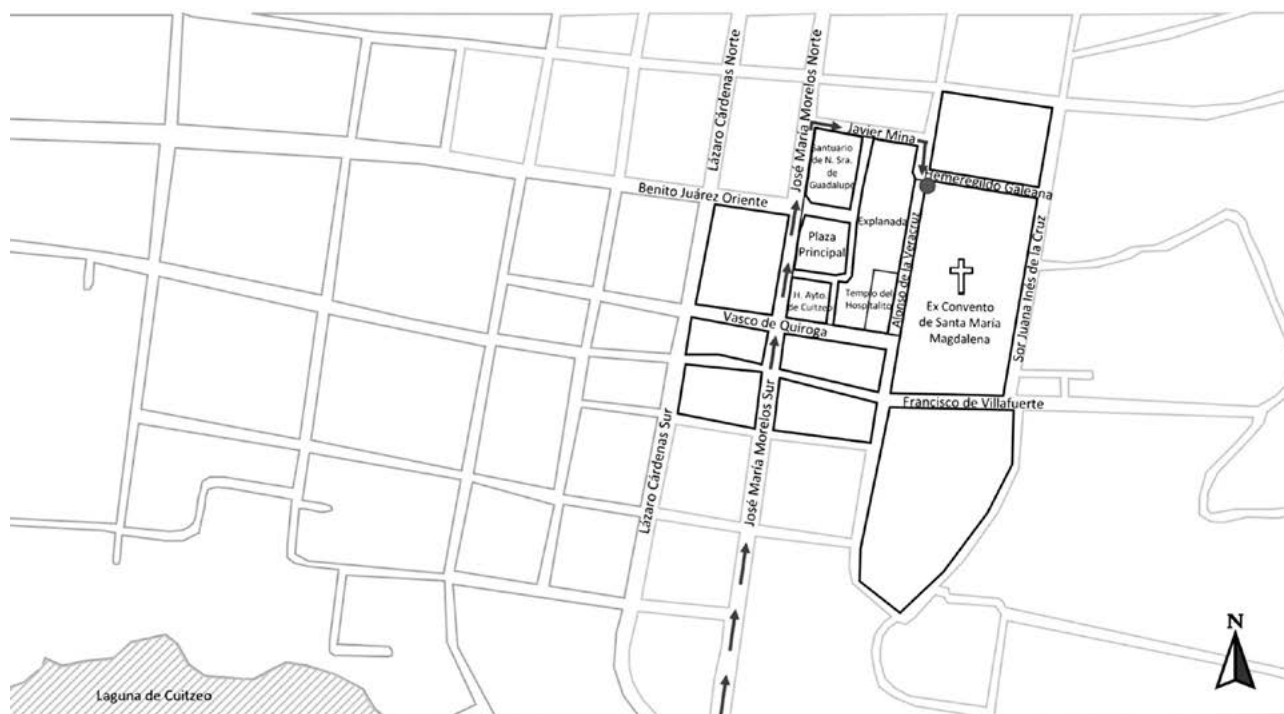 Lázaro Cárdenas Norte
José María Morelos Norte
Javier Mina
Santuario
de N. Sra.
de
Guadalupe
Hemeregildo Galeana
Benito Juárez Oriente
Explanada
Plaza
Principal
Alonso de la Veracruz
Sor Juana Inés de la Cruz
H. Ayto.
de Cuitzeo
Templo del
Hospitalito
Ex Convento
de Santa María
Magdalena
Vasco de Quiroga
Francisco de Villafuerte
Lázaro Cárdenas Sur
José María Morelos Sur
N
Laguna de Cuitzeo